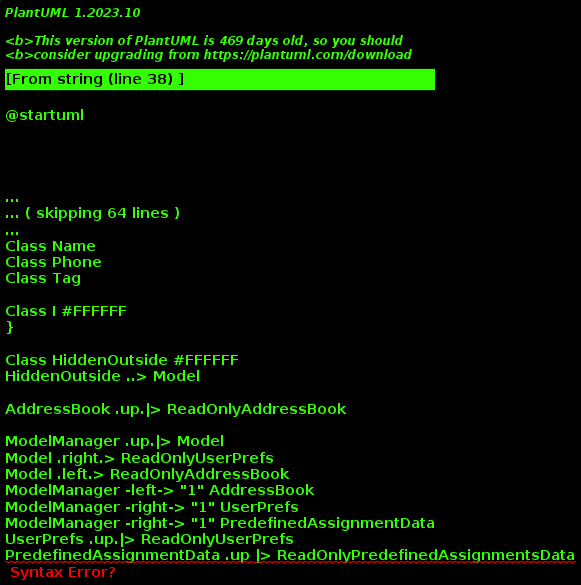 PlantUML 1.2023.10
<b>This version of PlantUML is 469 days old, so you should
<b>consider upgrading from https://plantuml.com/download
[From string (line 38) ]
@startuml
...
... ( skipping 64 lines )
...
Class Name
Class Phone
Class Tag
Class I #FFFFFF
}
Class HiddenOutside #FFFFFF
HiddenOutside ..> Model
AddressBook .up.|> ReadOnlyAddressBook
ModelManager .up.|> Model
Model .right.> ReadOnlyUserPrefs
Model .left.> ReadOnlyAddressBook
ModelManager -left-> "1" AddressBook
ModelManager -right-> "1" UserPrefs
ModelManager -right-> "1" PredefinedAssignmentData
UserPrefs .up.|> ReadOnlyUserPrefs
PredefinedAssignmentData .up |> ReadOnlyPredefinedAssignmentsData
Syntax Error?